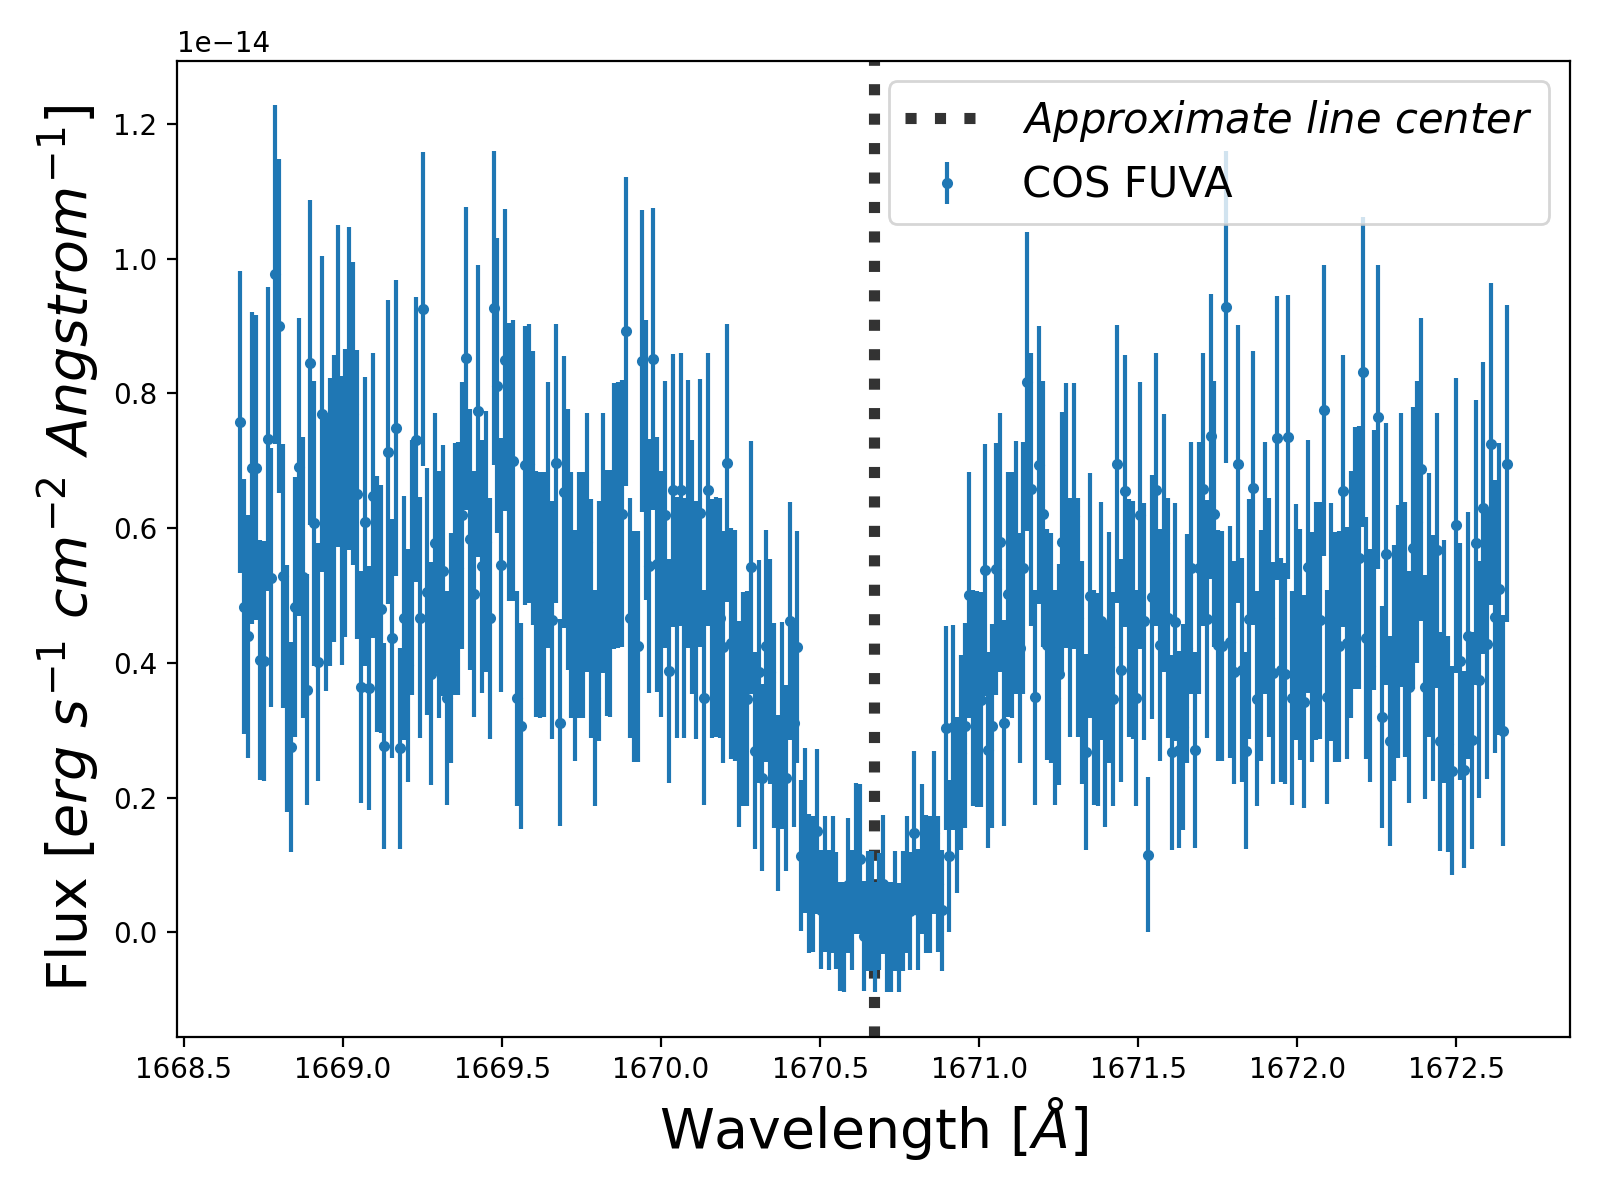 1e−14
Flux [erg s⁻¹ cm⁻² Angstrom⁻¹]
1.2
1.0
0.8
0.6
0.4
0.2
0.0
Approximate line center
COS FUVA
1668.5 1669.0 1669.5 1670.0 1670.5 1671.0 1671.5 1672.0 1672.5
Wavelength [Å]